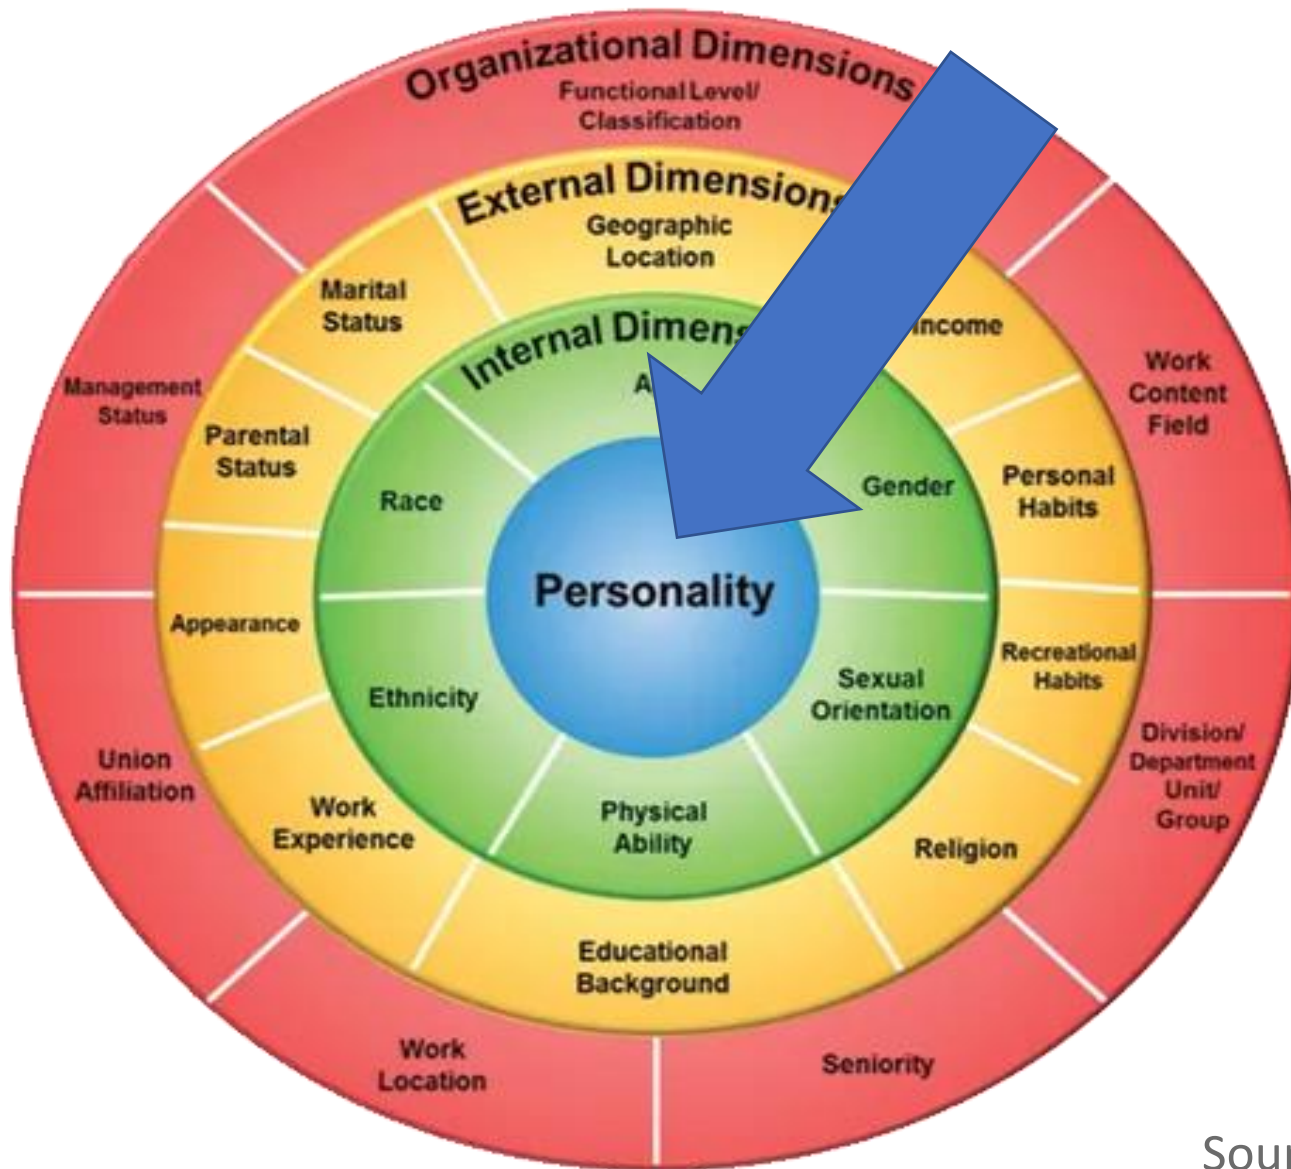 Organizational Dimensions
Functional Level/
Classification
External Dimensions
Geographic
Location
Marital
Status
Income
Internal
Management
Status
Work
Content
Field
Parental
Status
Personal
Habits
Race
Gender
Personality
Appearance
Recreational
Habits
Ethnicity
Sexual
Orientation
Union
Affiliation
Division/
Department
Unit/
Group
Work
Experience
Physical
Ability
Religion
Educational
Background
Work
Location
Seniority